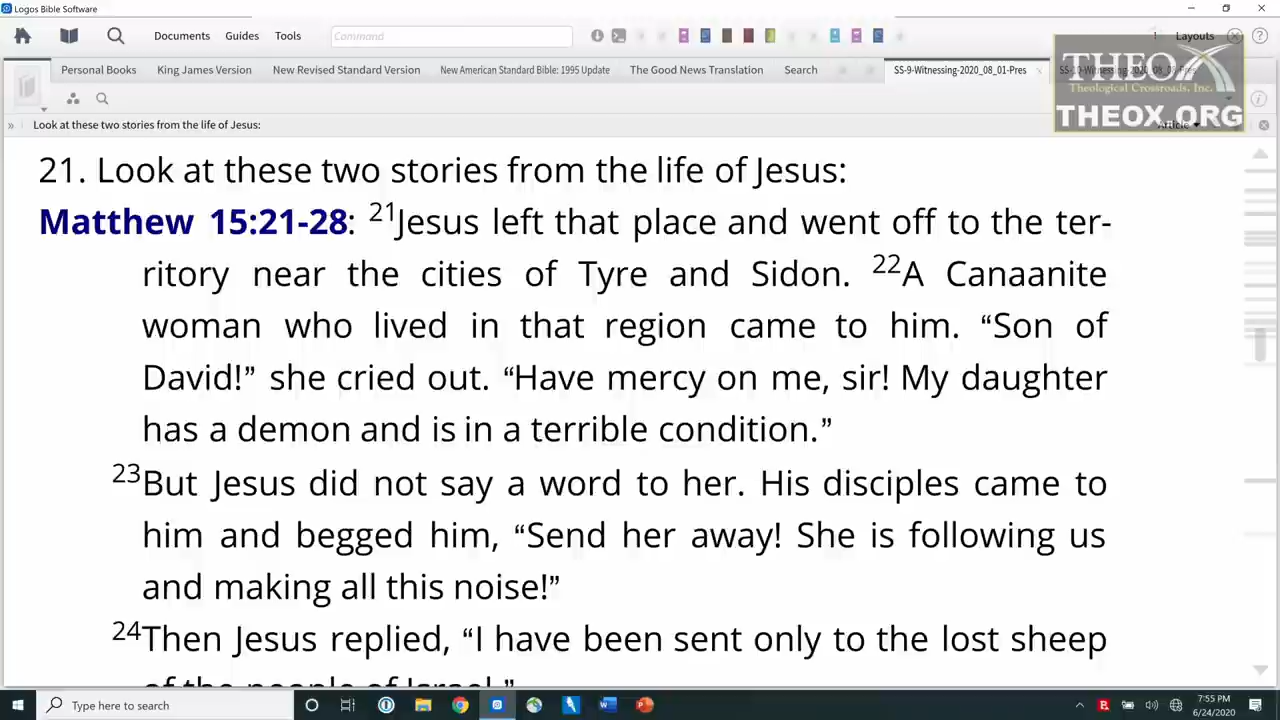 Logos Bible Software
Documents Guides Tools Command Layouts
Personal Books King James Version New Revised Stan New American Standard Bible: 1995 Update The Good News Translation Search SS-9-Witnessing-2020_08_01-Pres
THEOX
Theological Crossroads, Inc.
THEOX.ORG
Look at these two stories from the life of Jesus: Article
21. Look at these two stories from the life of Jesus:
Matthew 15:21-28: 21Jesus left that place and went off to the ter-
ritory near the cities of Tyre and Sidon. 22A Canaanite
woman who lived in that region came to him. “Son of
David!” she cried out. “Have mercy on me, sir! My daughter
has a demon and is in a terrible condition.”
23But Jesus did not say a word to her. His disciples came to
him and begged him, “Send her away! She is following us
and making all this noise!”
24Then Jesus replied, “I have been sent only to the lost sheep
of the people of Israel.”
Type here to search
7:55 PM
6/24/2020